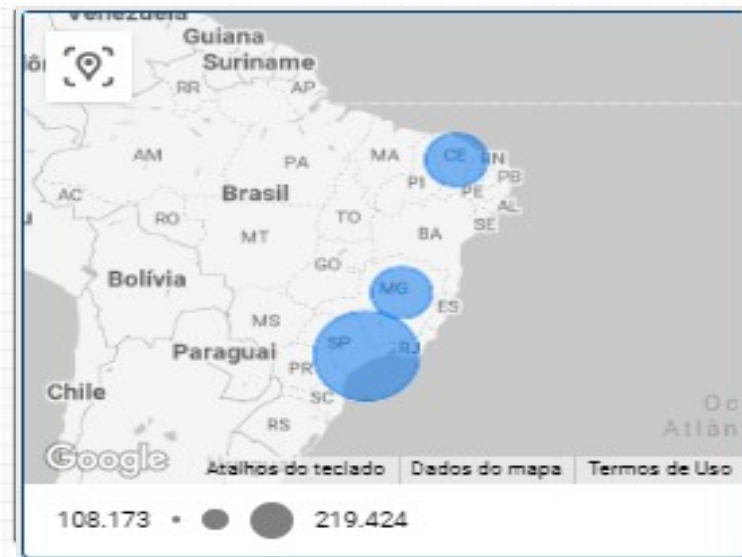 Venezuela
Guiana
Suriname
RR
AP
AM
PA
MA
CE
RN
PB
PI
PE
AC
AL
Brasil
RO
TO
SE
BA
MT
GO
Bolívia
MG
ES
MS
SP
RJ
Paraguai
PR
Chile
SC
Oc
RS
Atlân
Google
Atalhos do teclado
Dados do mapa
Termos de Uso
108.173
219.424